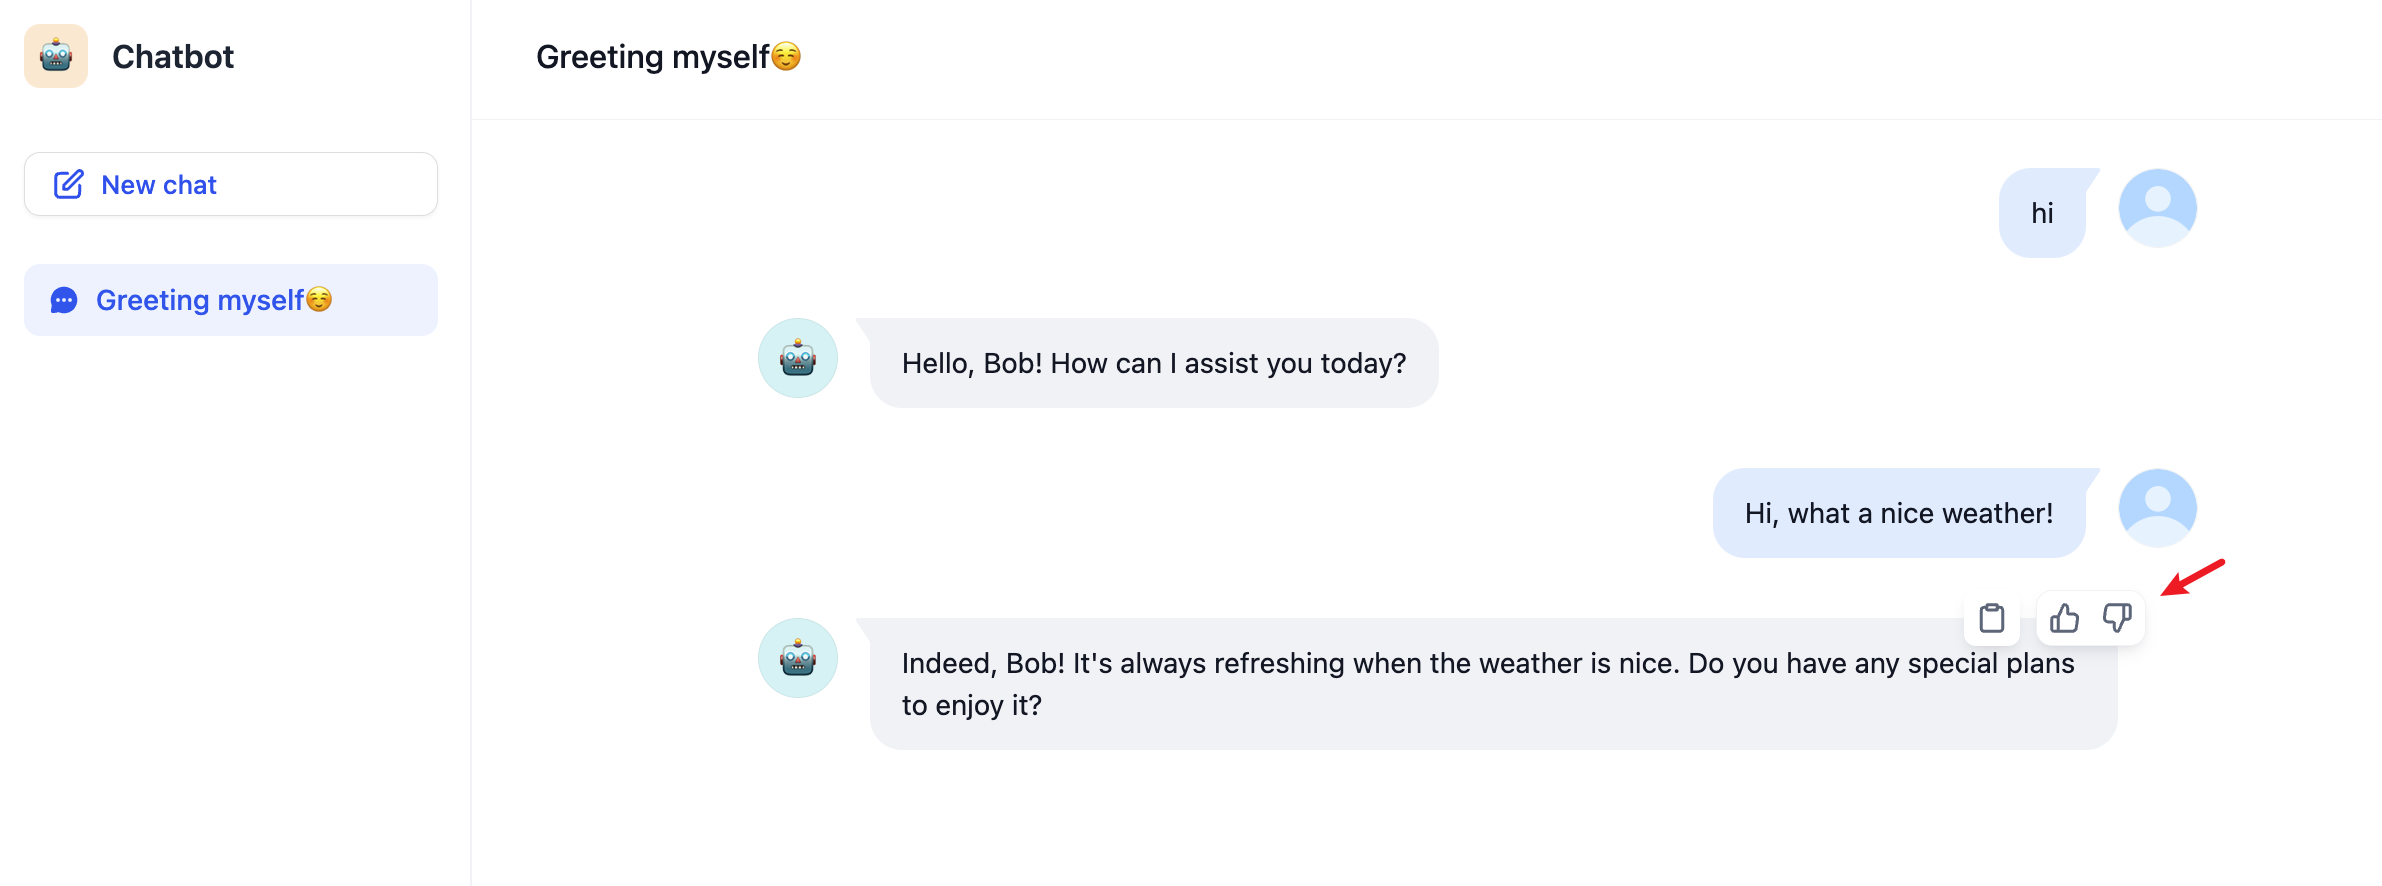 Chatbot
New chat
Greeting myself☺️
Greeting myself☺️
hi
Hello, Bob! How can I assist you today?
Hi, what a nice weather!
Indeed, Bob! It's always refreshing when the weather is nice. Do you have any special plans
to enjoy it?